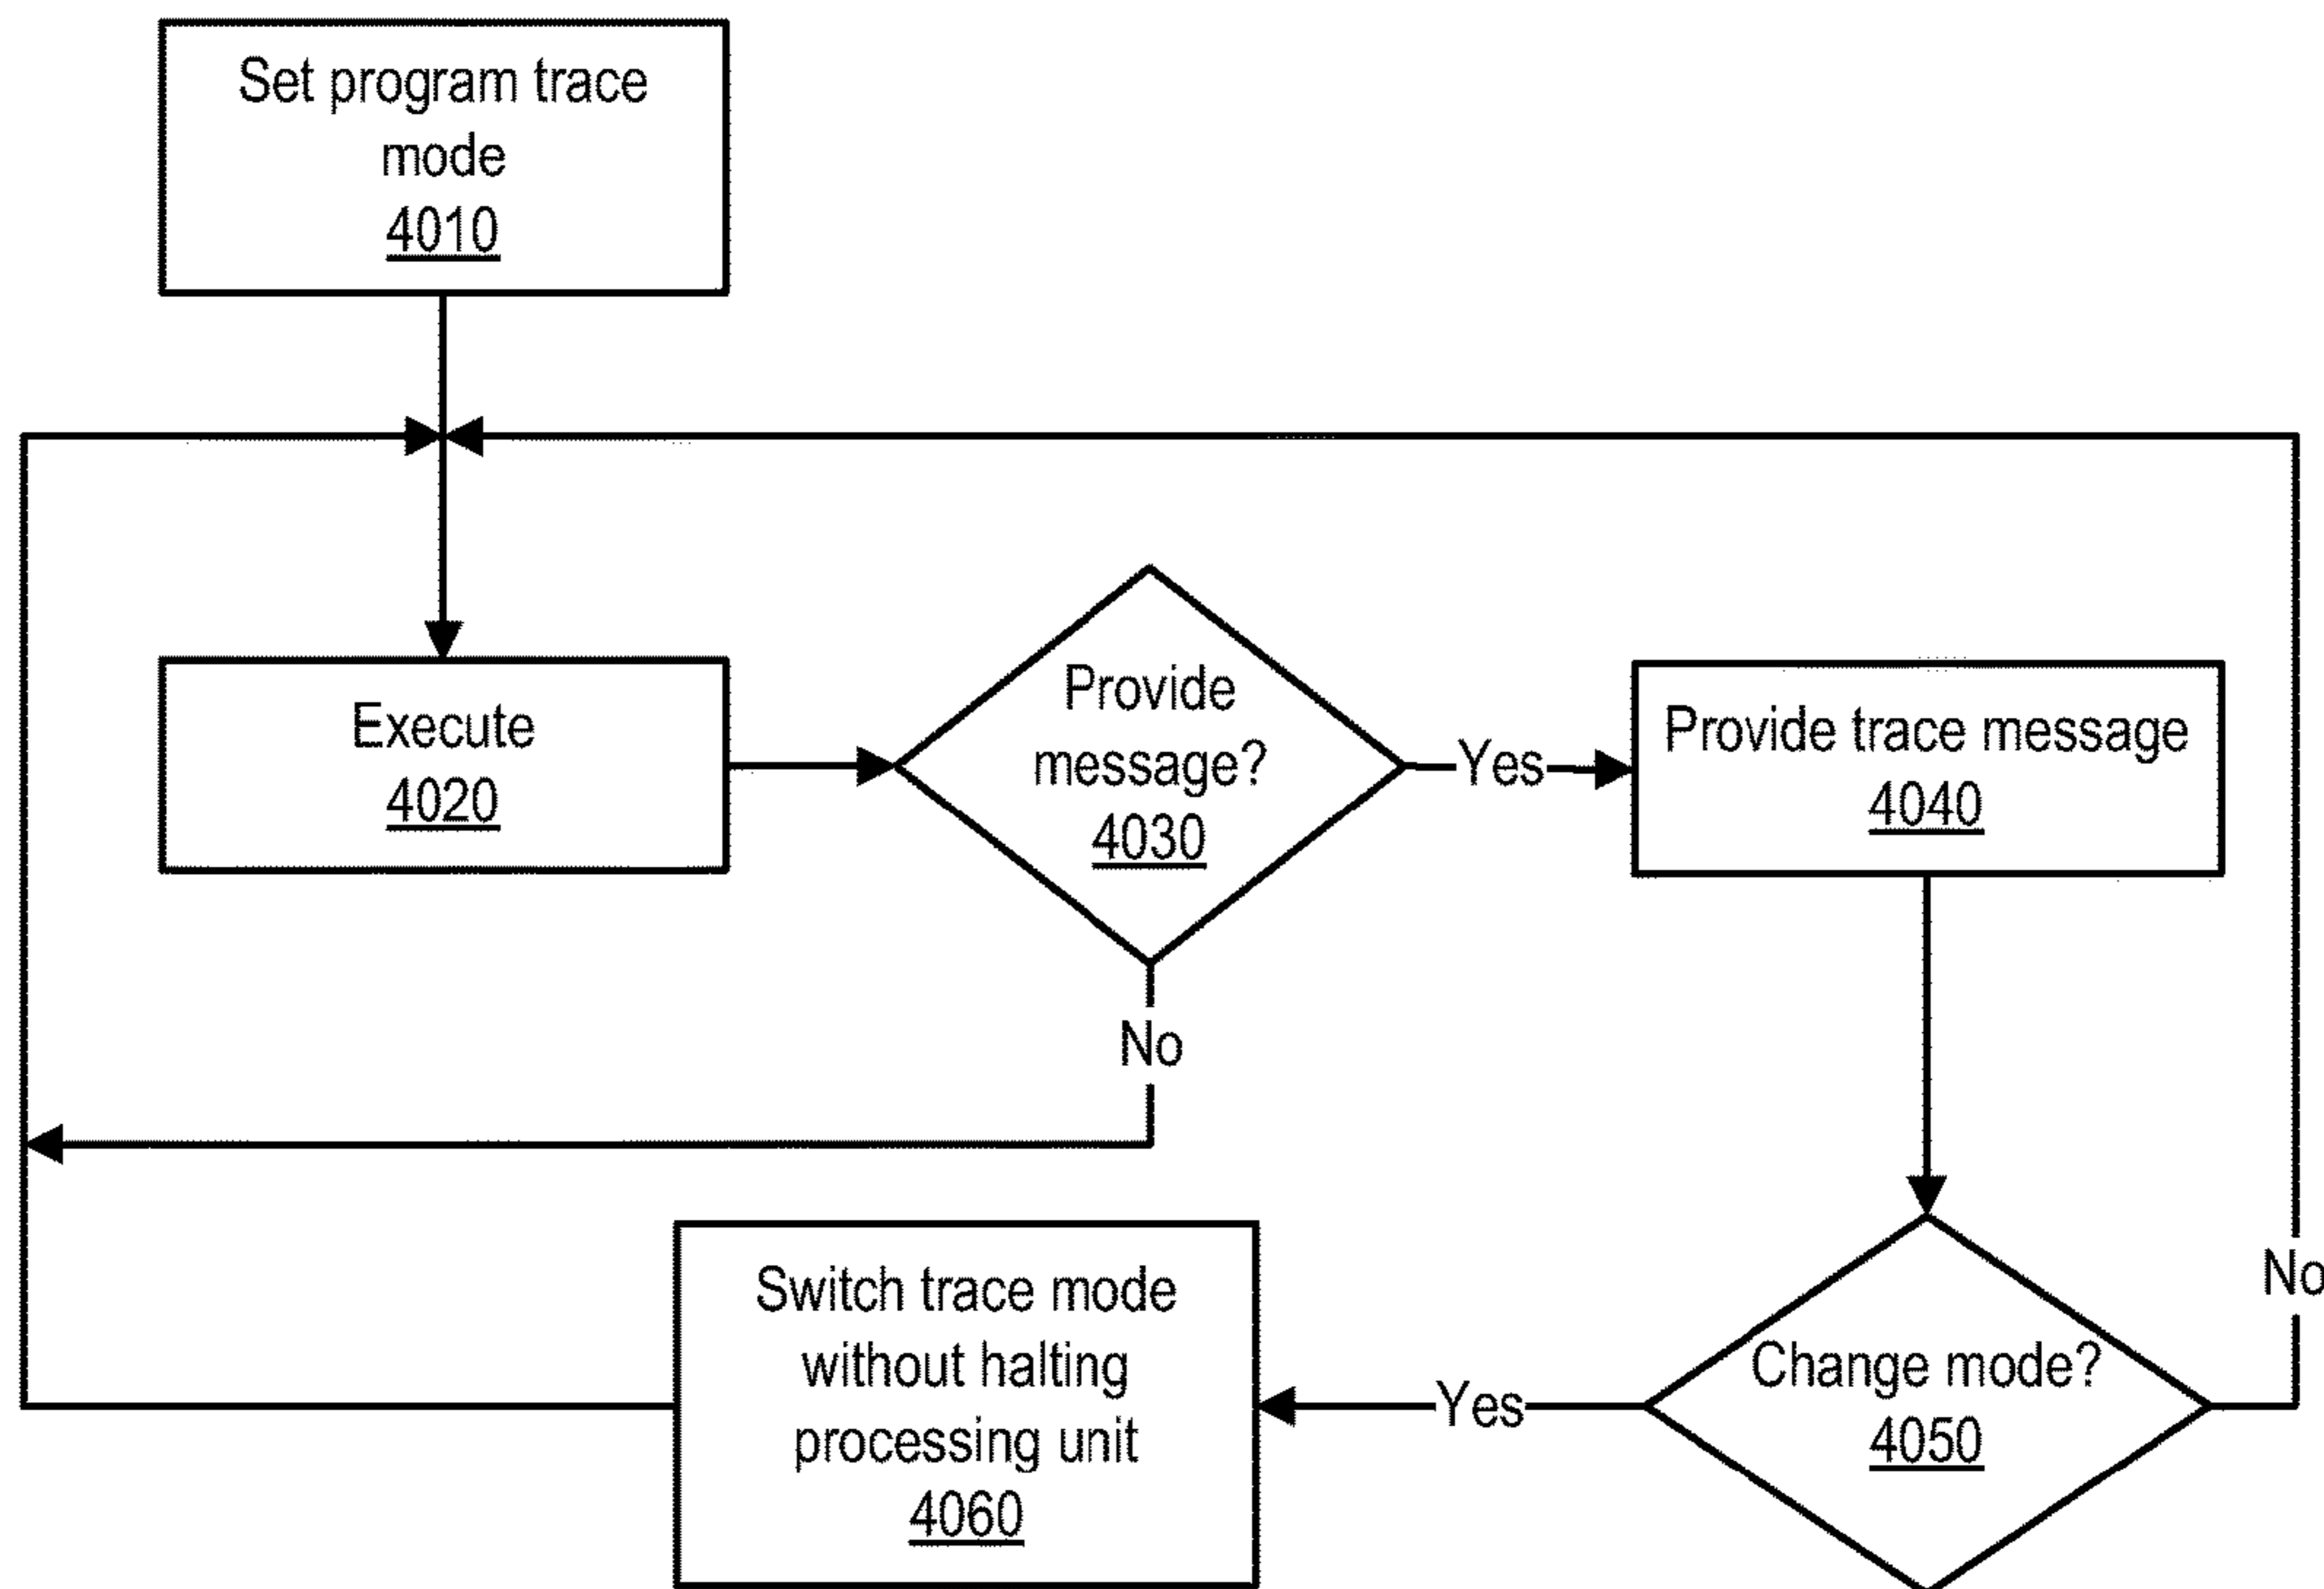 Set program trace
mode
4010
Execute
4020
Provide
message?
4030
Yes
Provide trace message
4040
No
Switch trace mode
without halting
processing unit
4060
Yes
Change mode?
4050
No